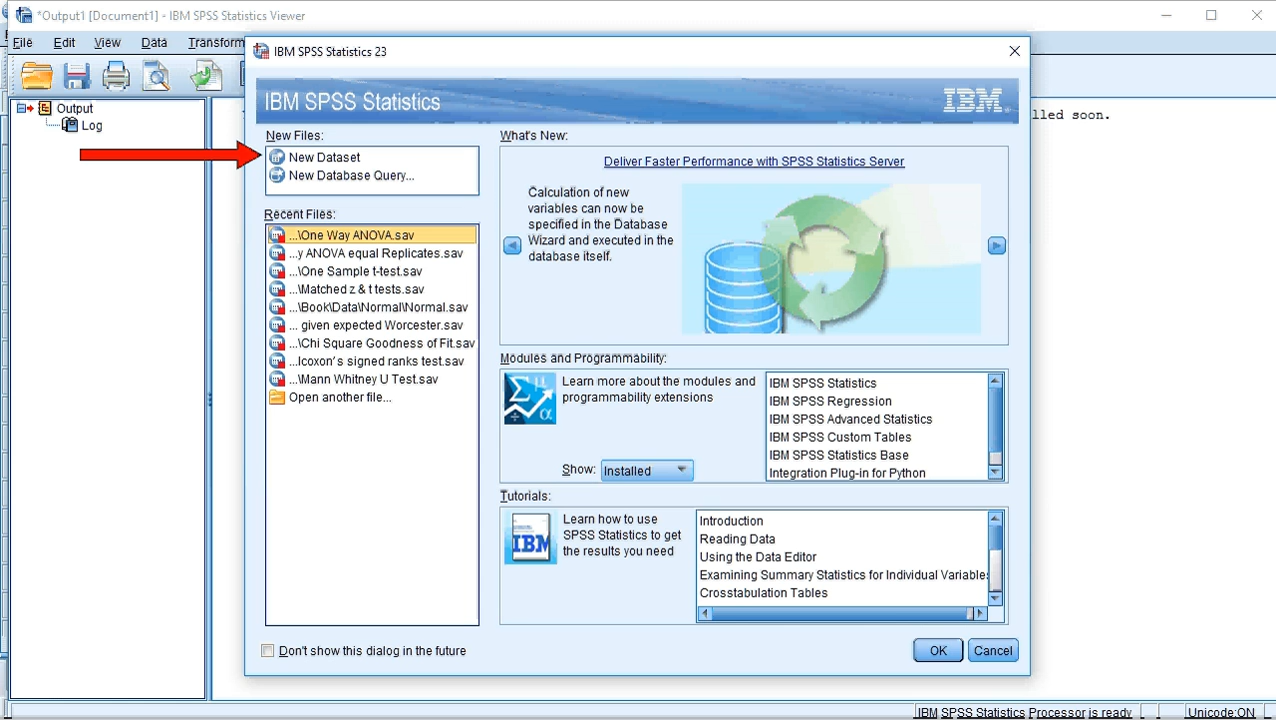 *Output1 [Document1] - IBM SPSS Statistics Viewer
File Edit View Data Transform
IBM SPSS Statistics 23
IBM SPSS Statistics
IBM
Output
Log
lled soon.
New Files:
New Dataset
New Database Query...
Recent Files:
...\One Way ANOVA.sav
...y ANOVA equal Replicates.sav
...\One Sample t-test.sav
...\Matched z & t tests.sav
...\Book\Data\Normal\Normal.sav
... given expected Worcester.sav
...\Chi Square Goodness of Fit.sav
...lcoxon's signed ranks test.sav
...\Mann Whitney U Test.sav
Open another file...
What's New:
Deliver Faster Performance with SPSS Statistics Server
Calculation of new
variables can now be
specified in the Database
Wizard and executed in the
database itself.
Modules and Programmability:
Learn more about the modules and
programmability extensions
Show: Installed
IBM SPSS Statistics
IBM SPSS Regression
IBM SPSS Advanced Statistics
IBM SPSS Custom Tables
IBM SPSS Statistics Base
Integration Plug-in for Python
Tutorials:
IBM
Learn how to use
SPSS Statistics to get
the results you need
Introduction
Reading Data
Using the Data Editor
Examining Summary Statistics for Individual Variables
Crosstabulation Tables
Don't show this dialog in the future
OK
Cancel
IBM SPSS Statistics Processor is ready
Unicode:ON